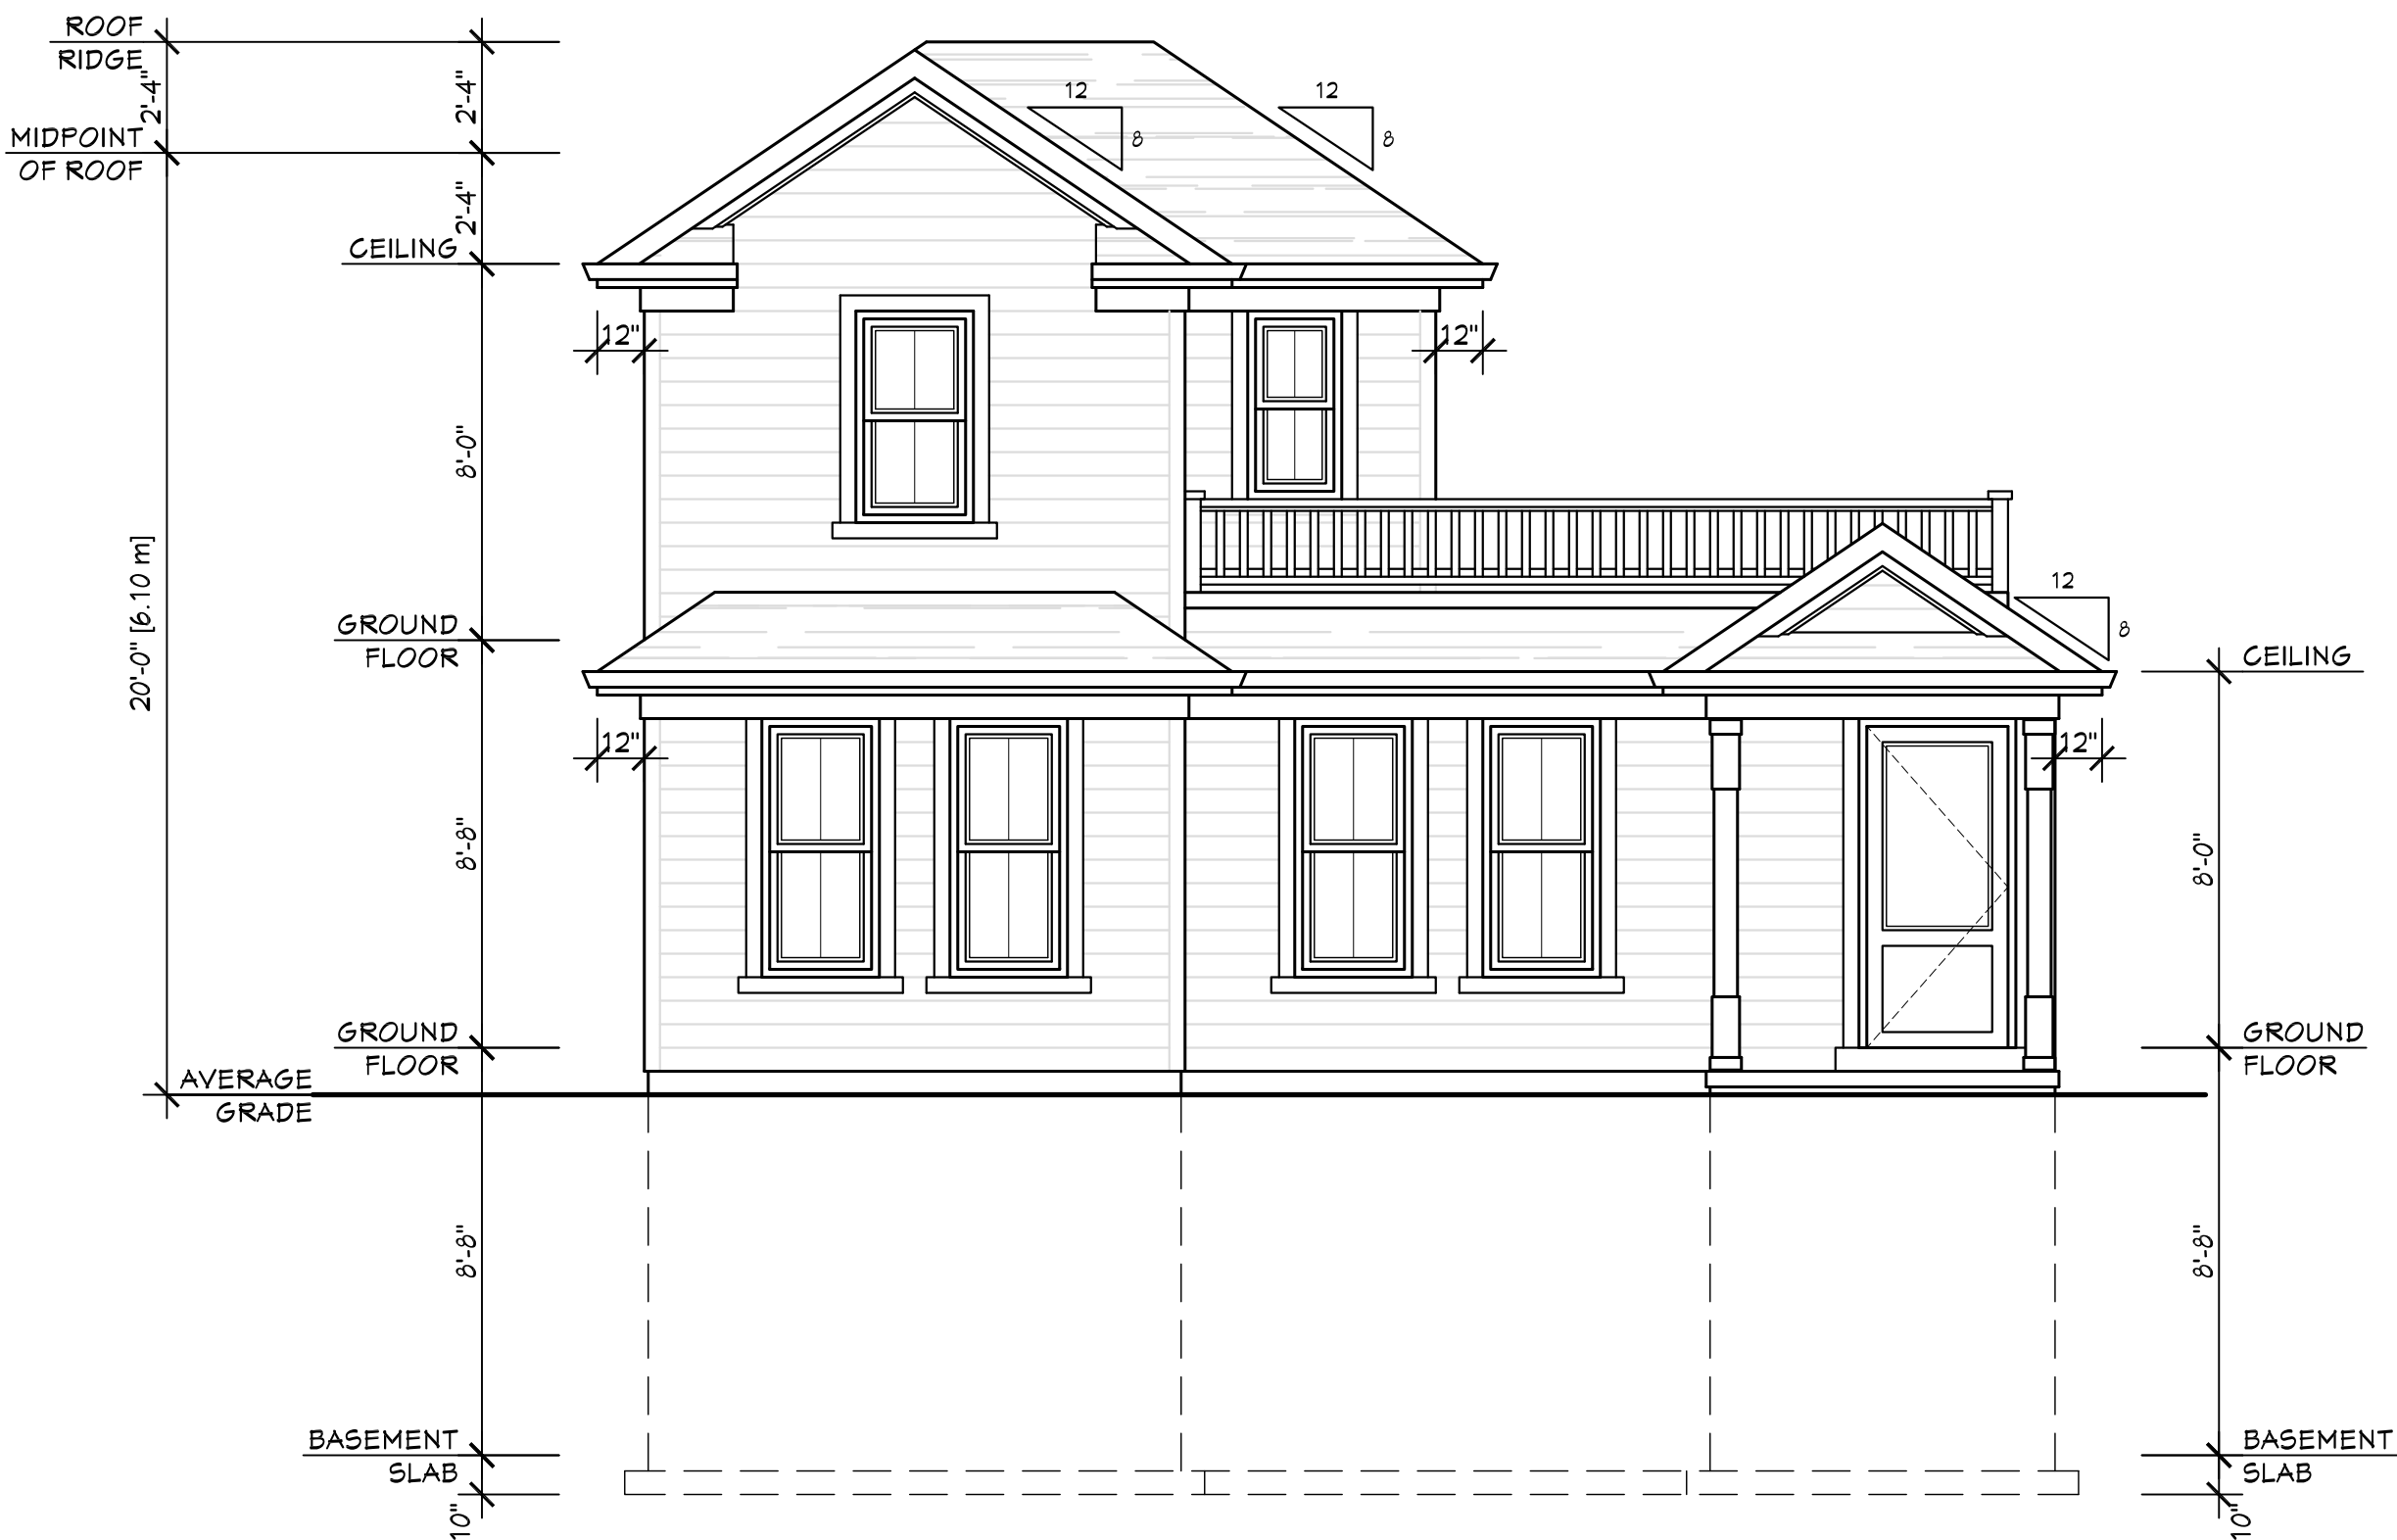 ROOF
RIDGE
2'-4"
2'-4"
MIDPOINT
OF ROOF
2'-4"
CEILING
12
8
12
8
12"
12"
8'-0"
20'-0" [6.10 m]
GROUND
FLOOR
12
8
CEILING
12"
12"
8'-8"
8'-0"
GROUND
FLOOR
GROUND
FLOOR
AVERAGE
GRADE
8'-8"
8'-8"
BASEMENT
SLAB
BASEMENT
SLAB
10"
10"